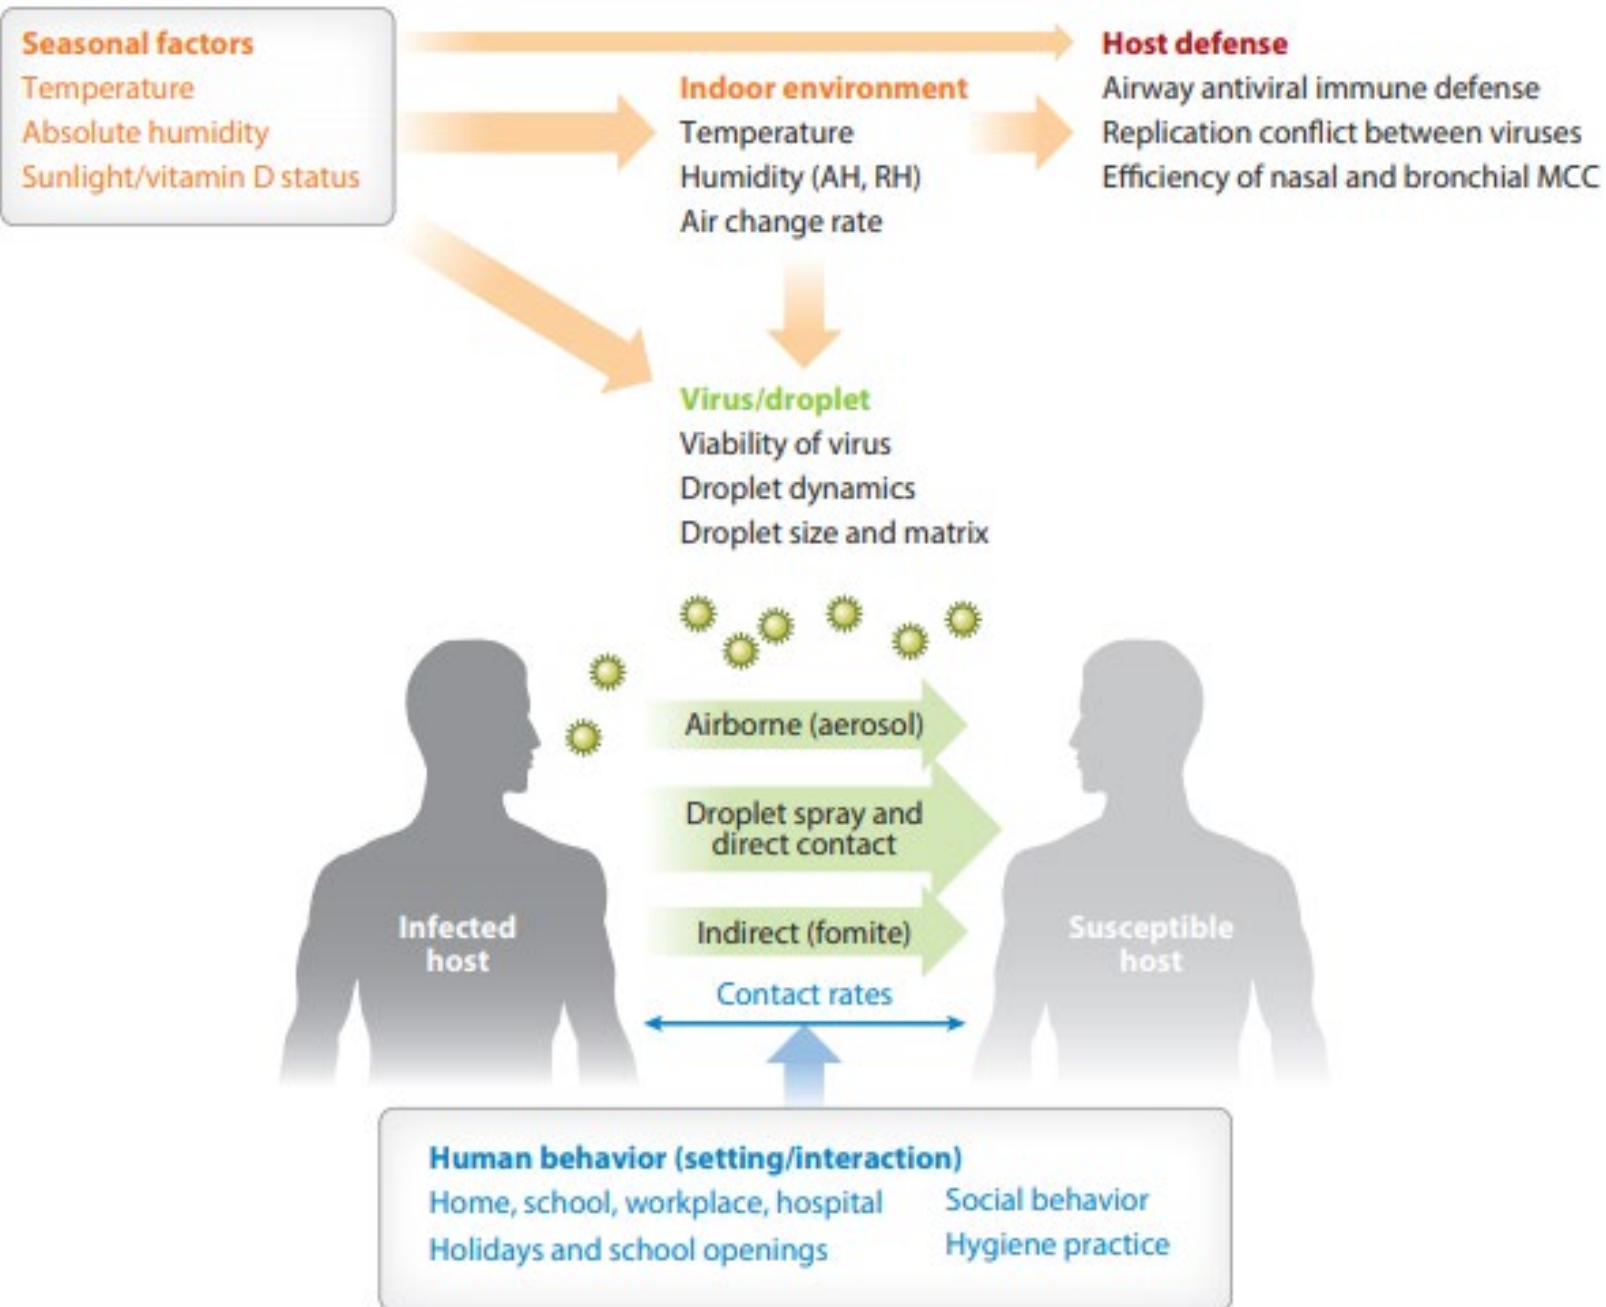 Seasonal factors
Temperature
Absolute humidity
Sunlight/vitamin D status
Indoor environment
Temperature
Humidity (AH, RH)
Air change rate
Host defense
Airway antiviral immune defense
Replication conflict between viruses
Efficiency of nasal and bronchial MCC
Virus/droplet
Viability of virus
Droplet dynamics
Droplet size and matrix
Airborne (aerosol)
Droplet spray and
direct contact
Indirect (fomite)
Infected
host
Susceptible
host
Contact rates
Human behavior (setting/interaction)
Home, school, workplace, hospital
Holidays and school openings
Social behavior
Hygiene practice